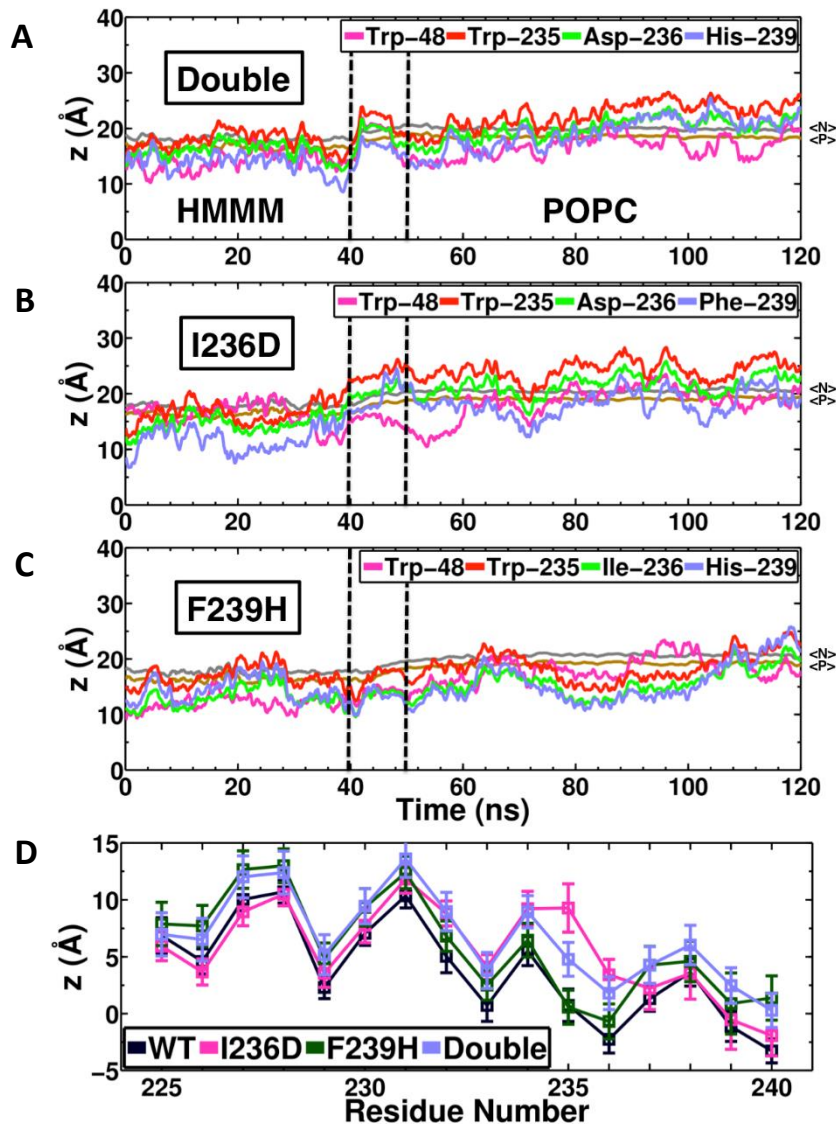 A
Trp-48 Trp-235 Asp-236 His-239
Double
z (Å)
40
30
20
10
0
<N>
<P>
HMMM POPC
0 20 40 60 80 100 120
B
Trp-48 Trp-235 Asp-236 Phe-239
I236D
z (Å)
40
30
20
10
0
<N>
<P>
0 20 40 60 80 100 120
C
Trp-48 Trp-235 Ile-236 His-239
F239H
z (Å)
40
30
20
10
0
<N>
<P>
0 20 40 60 80 100 120
Time (ns)
D
z (Å)
15
10
5
0
-5
WT I236D F239H Double
225 230 235 240
Residue Number